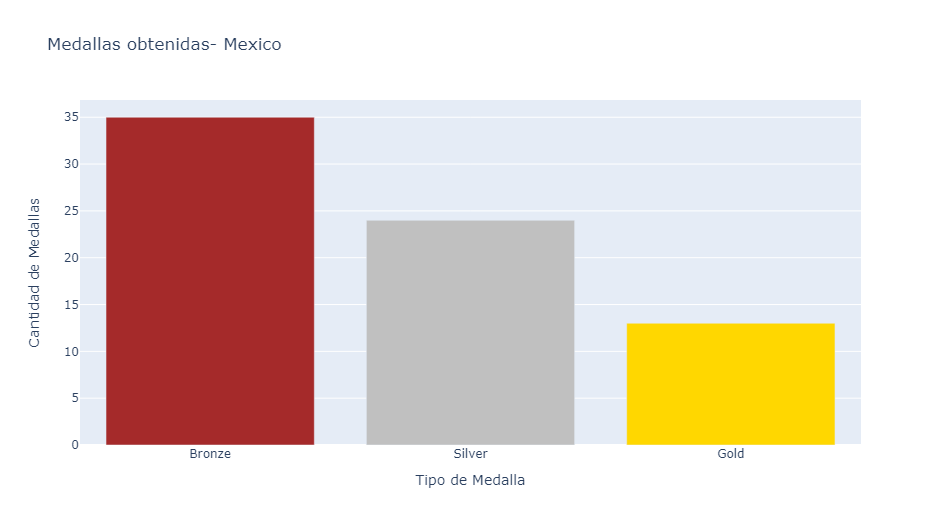 Medallas obtenidas- Mexico
Cantidad de Medallas
35
30
25
20
15
10
5
0
Bronze Silver Gold
Tipo de Medalla